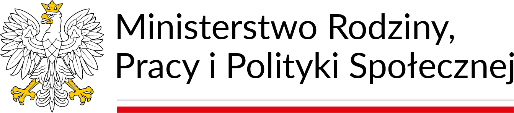 Ministerstwo Rodziny,
Pracy i Polityki Społecznej